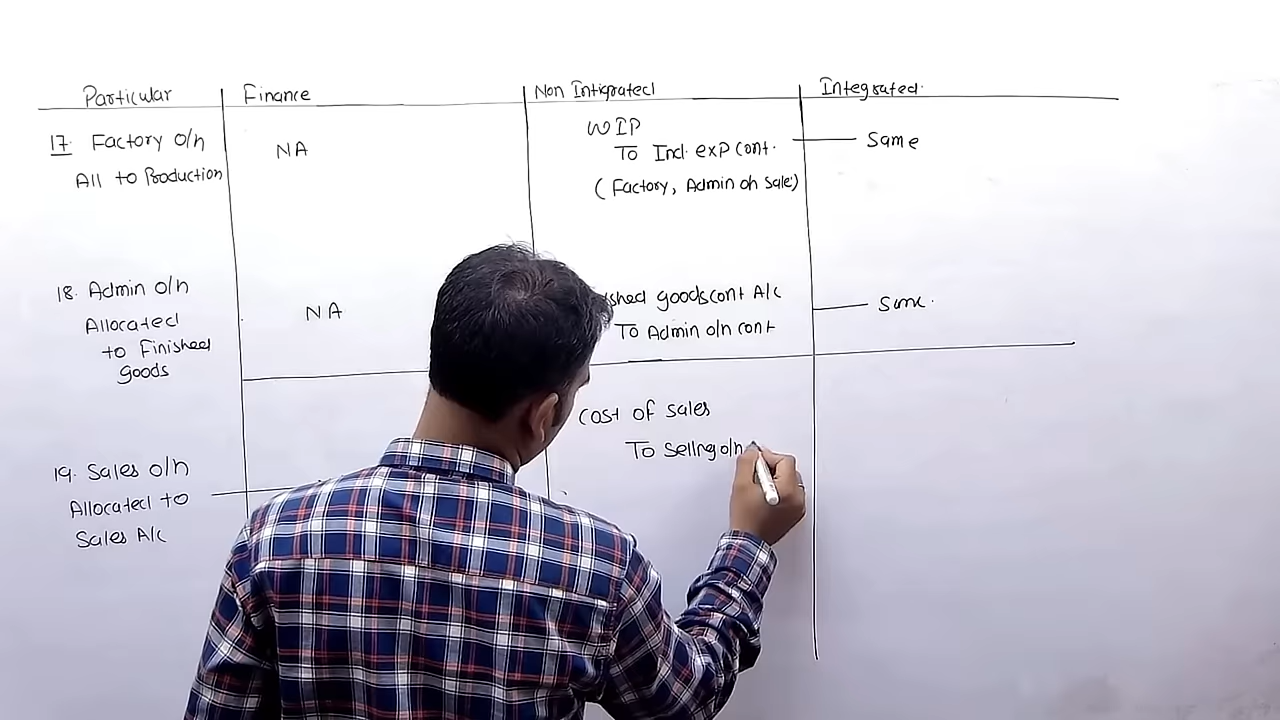 Particular Finance Non Intigrated Integrated.
17. Factory o/h
All to Production
NA
WIP
To Ind. exp cont.
(Factory, Admin oh sale)
Same
18. Admin o/h
Allocated
to Finished
goods
NA
shed goods cont A/c
To Admin o/h cont
Same.
19. Sales o/h
Allocated to
Sales A/c
Cost of sales
To Sellng o/h